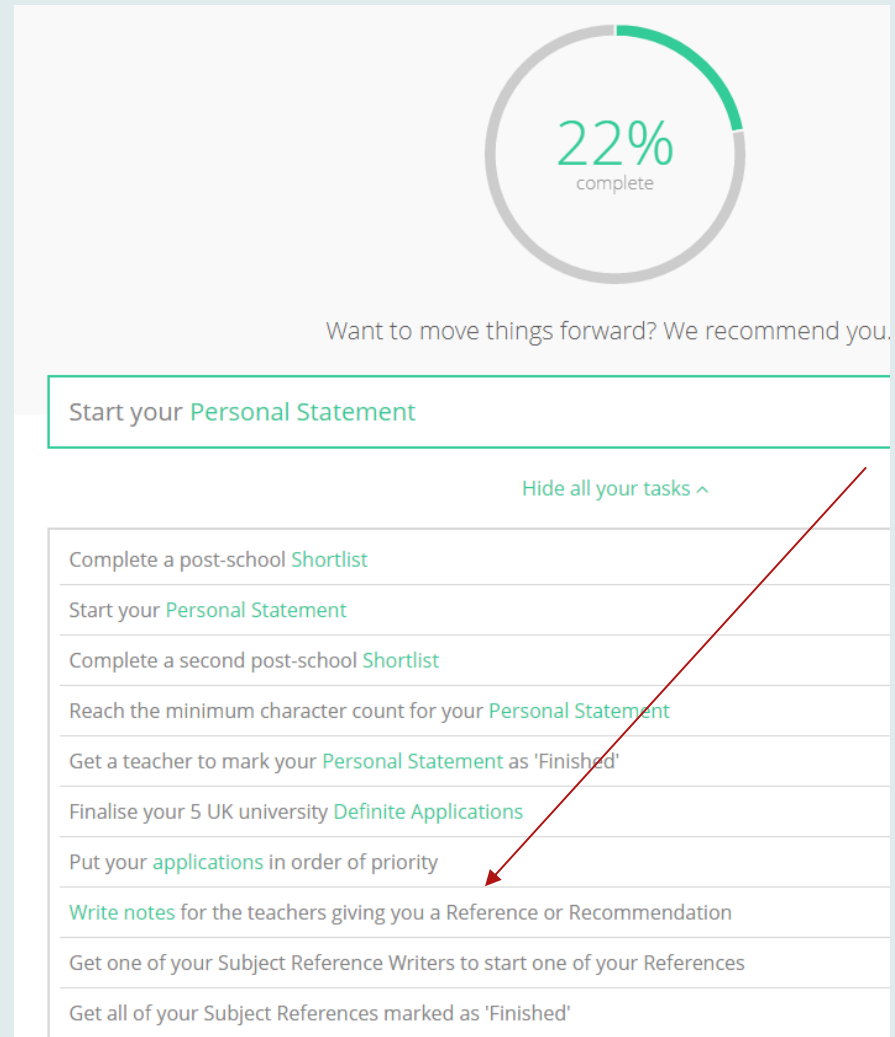 22%
complete
Want to move things forward? We recommend you.
Start your Personal Statement
Hide all your tasks
Complete a post-school Shortlist
Start your Personal Statement
Complete a second post-school Shortlist
Reach the minimum character count for your Personal Statement
Get a teacher to mark your Personal Statement as 'Finished'
Finalise your 5 UK university Definite Applications
Put your applications in order of priority
Write notes for the teachers giving you a Reference or Recommendation
Get one of your Subject Reference Writers to start one of your References
Get all of your Subject References marked as 'Finished'